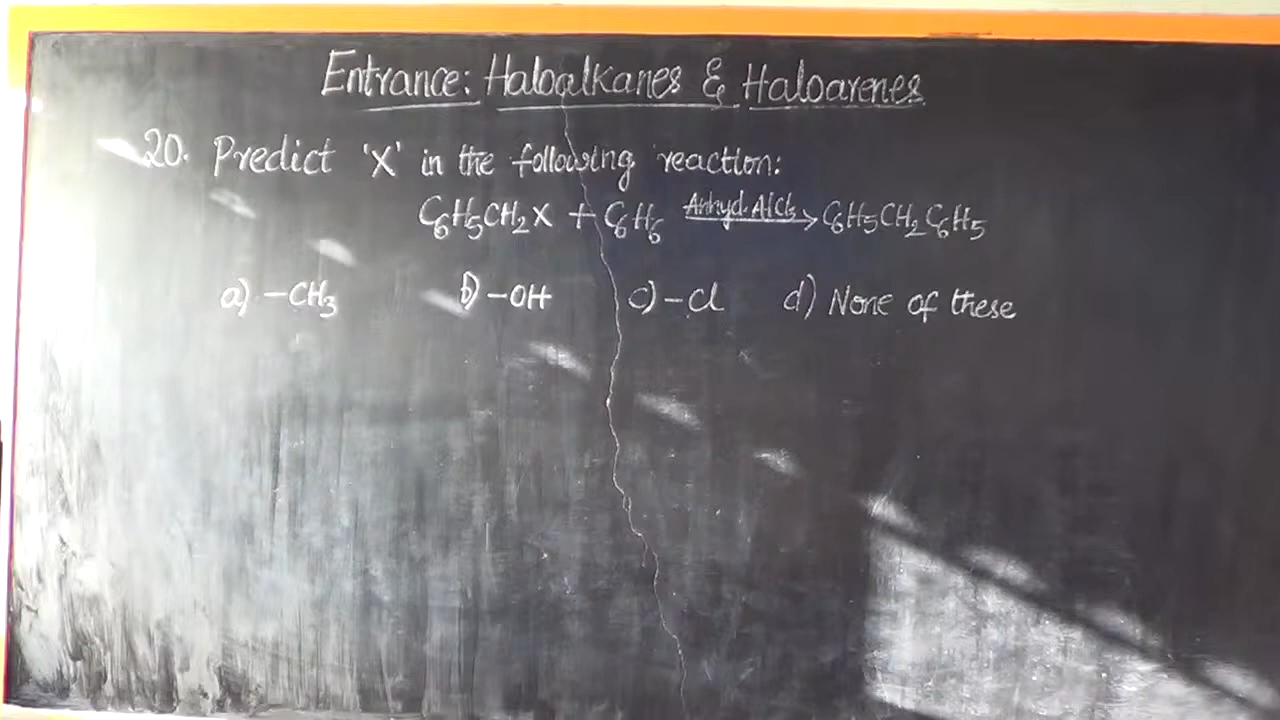 Entrance: Haloalkanes & Haloarenes
20. Predict 'X' in the following reaction:
C6H5CH2X + C6H6 Anhyd. AlCl3 → C6H5CH2C6H5
a) -CH3 b) -OH c) -Cl d) None of these